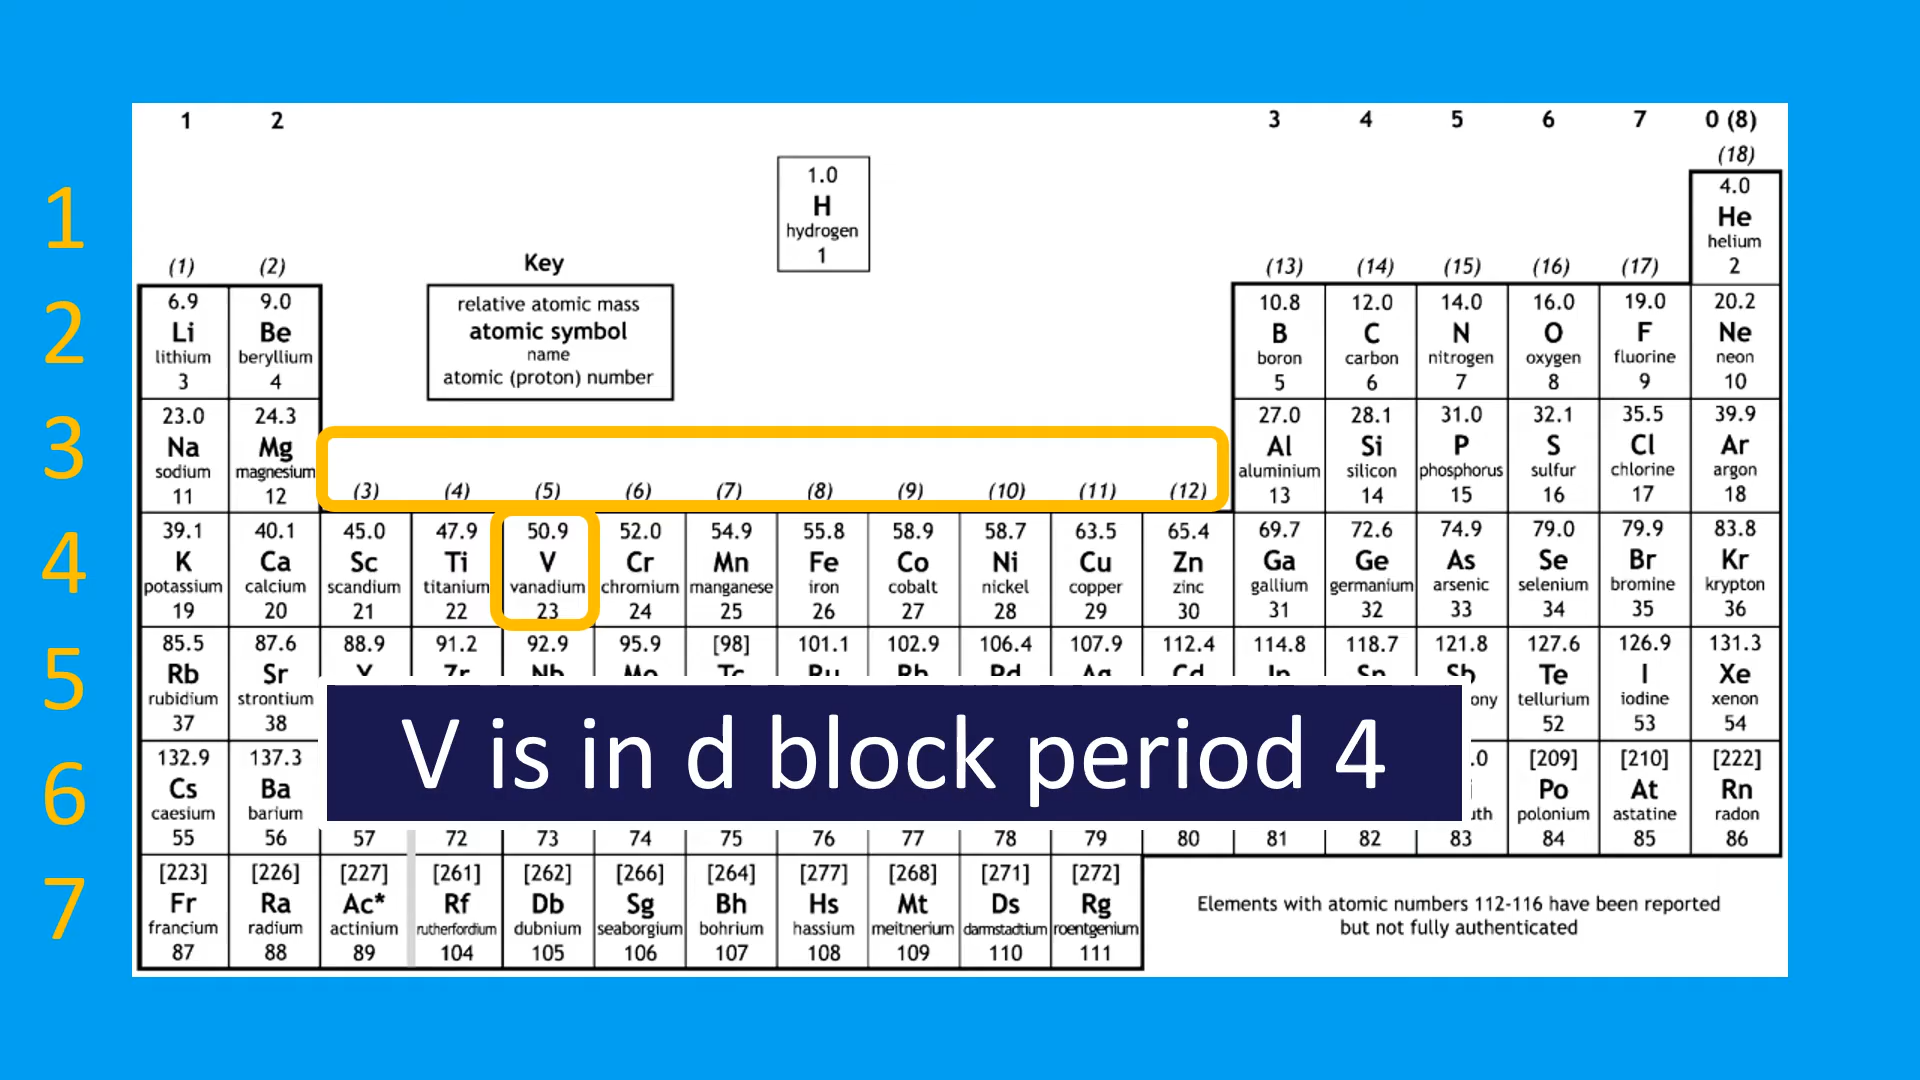 1 2 3 4 5 6 7 0 (8)
(18)
1
1.0 4.0
H He
hydrogen helium
1 2
(1) (2) Key (13) (14) (15) (16) (17)
2
6.9 9.0 relative atomic mass 10.8 12.0 14.0 16.0 19.0 20.2
Li Be atomic symbol B C N O F Ne
lithium beryllium name boron carbon nitrogen oxygen fluorine neon
3 4 atomic (proton) number 5 6 7 8 9 10
3
23.0 24.3 27.0 28.1 31.0 32.1 35.5 39.9
Na Mg Al Si P S Cl Ar
sodium magnesium aluminium silicon phosphorus sulfur chlorine argon
11 12 (3) (4) (5) (6) (7) (8) (9) (10) (11) (12) 13 14 15 16 17 18
4
39.1 40.1 45.0 47.9 50.9 52.0 54.9 55.8 58.9 58.7 63.5 65.4 69.7 72.6 74.9 79.0 79.9 83.8
K Ca Sc Ti V Cr Mn Fe Co Ni Cu Zn Ga Ge As Se Br Kr
potassium calcium scandium titanium vanadium chromium manganese iron cobalt nickel copper zinc gallium germanium arsenic selenium bromine krypton
19 20 21 22 23 24 25 26 27 28 29 30 31 32 33 34 35 36
5
85.5 87.6 88.9 91.2 92.9 95.9 [98] 101.1 102.9 106.4 107.9 112.4 114.8 118.7 121.8 127.6 126.9 131.3
Rb Sr Y Zr Nb Mo Tc Ru Rh Pd Ag Cd In Sn Sb Te I Xe
rubidium strontium tellurium iodine xenon
37 38 52 53 54
V is in d block period 4
6
132.9 137.3 [209] [210] [222]
Cs Ba Po At Rn
caesium barium polonium astatine radon
55 56 57 72 73 74 75 76 77 78 79 80 81 82 83 84 85 86
7
[223] [226] [227] [261] [262] [266] [264] [277] [268] [271] [272]
Fr Ra Ac* Rf Db Sg Bh Hs Mt Ds Rg
francium radium actinium rutherfordium dubnium seaborgium bohrium hassium meitnerium darmstadtium roentgenium
87 88 89 104 105 106 107 108 109 110 111
Elements with atomic numbers 112-116 have been reported
but not fully authenticated